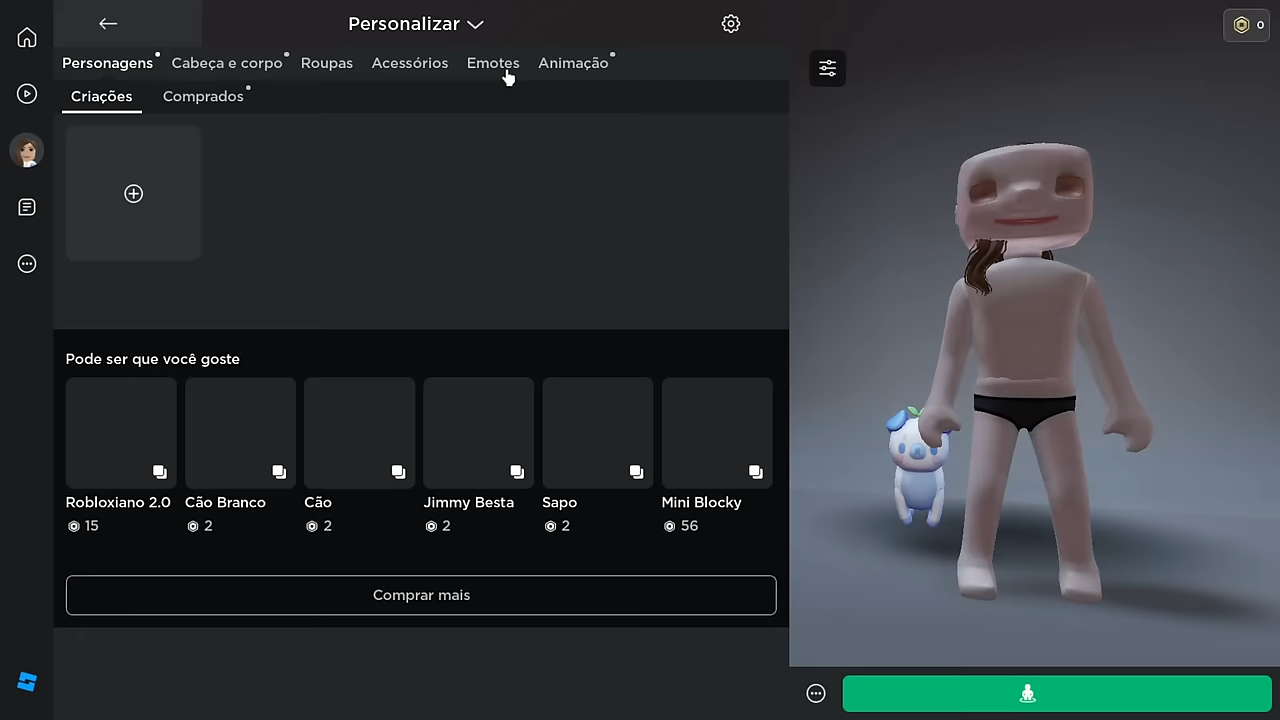 Personalizar
0
Personagens Cabeça e corpo Roupas Acessórios Emotes Animação
Criações Comprados
Pode ser que você goste
Robloxiano 2.0 Cão Branco Cão Jimmy Besta Sapo Mini Blocky
15 2 2 2 2 56
Comprar mais